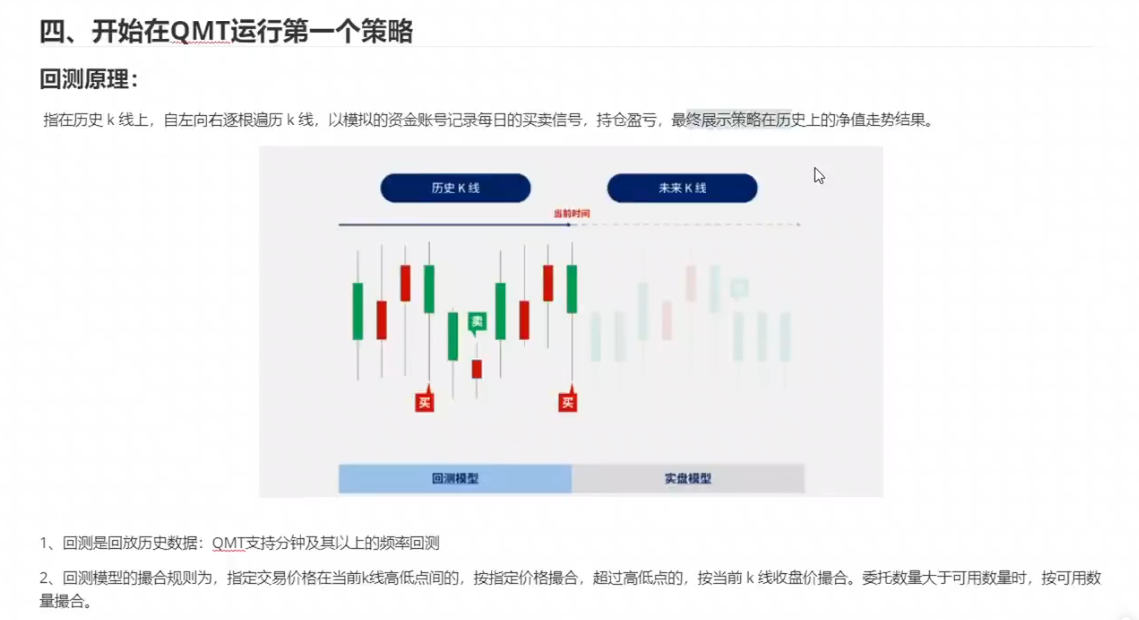 四、开始在QMT运行第一个策略
回测原理：
指在历史 k 线上，自左向右逐根遍历 k 线，以模拟的资金账号记录每日的买卖信号，持仓盈亏，最终展示策略在历史上的净值走势结果。
历史 K 线
未来 K 线
当前时间
卖
买
买
回测模型
实盘模型
1、回测是回放历史数据：QMT支持分钟及其以上的频率回测
2、回测模型的撮合规则为，指定交易价格在当前k线高低点间的，按指定价格撮合，超过高低点的，按当前 k 线收盘价撮合。委托数量大于可用数量时，按可用数
量撮合。